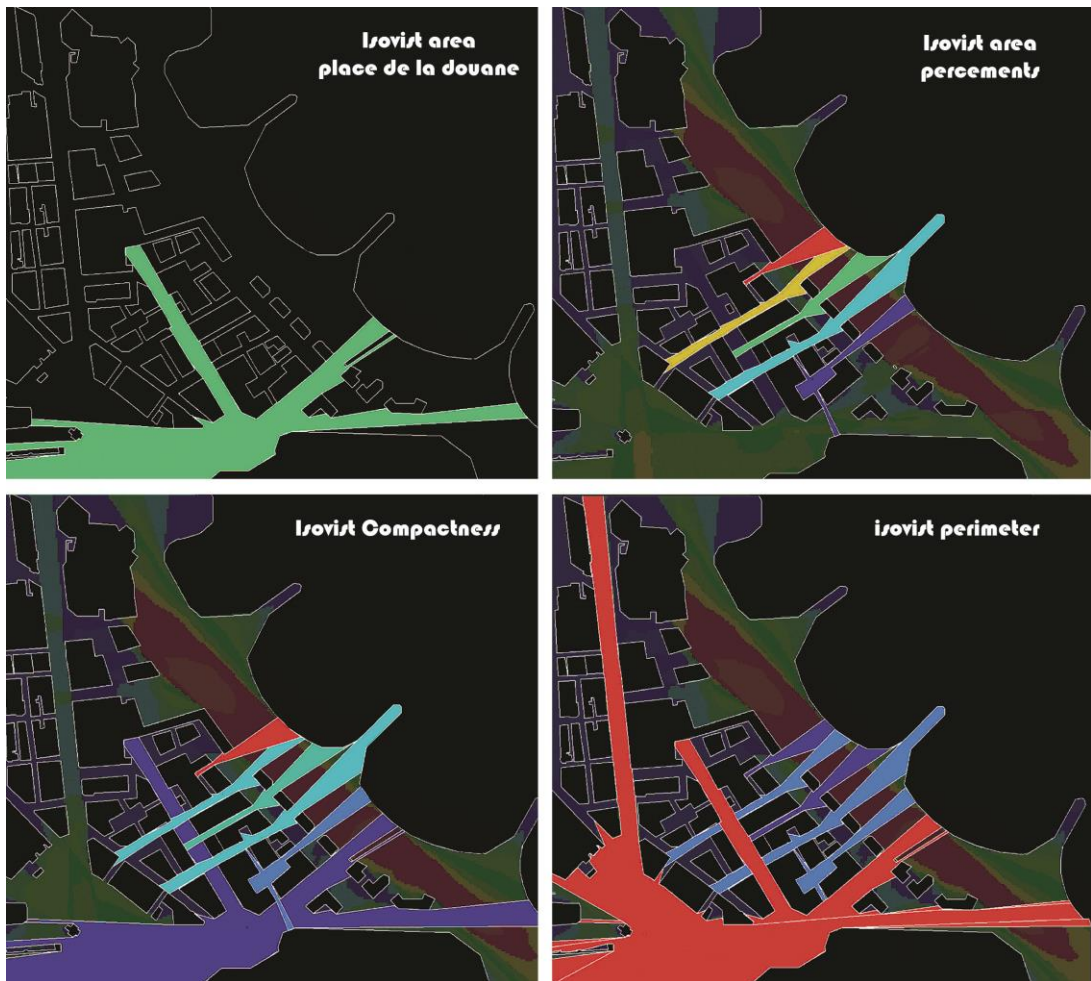 Isovist area
place de la douane
Isovist area
percements
Isovist Compactness
isovist perimeter